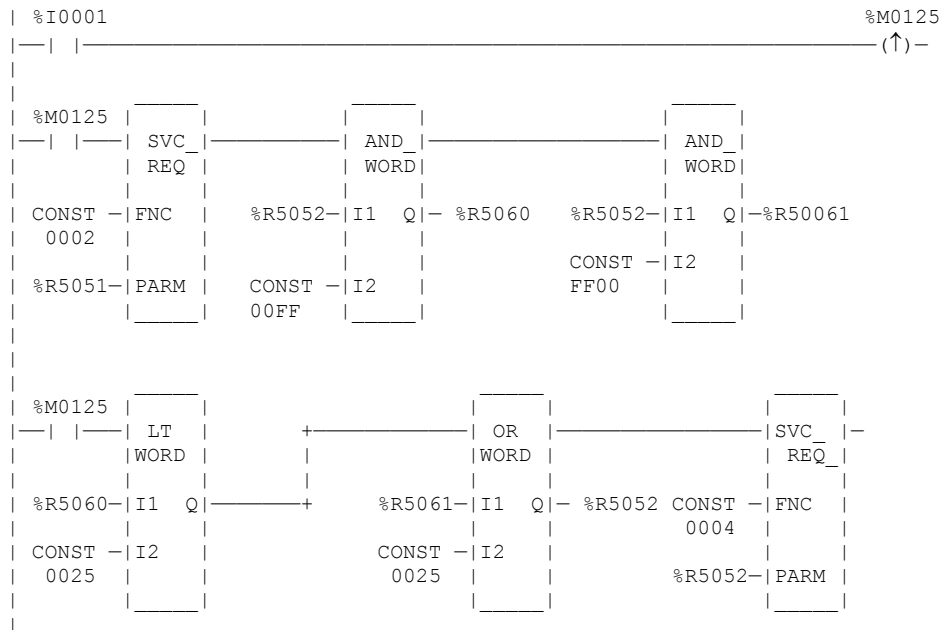 %I0001 %M0125
(↑)
%M0125
SVC_ AND_ AND_
REQ WORD WORD
CONST FNC %R5052 I1 Q %R5060 %R5052 I1 Q %R50061
0002
CONST I2
%R5051 PARM CONST I2 FF00
00FF
%M0125
LT OR SVC_
WORD WORD REQ_
%R5060 I1 Q %R5061 I1 Q %R5052 CONST FNC
0004
CONST I2 CONST I2
0025 0025 %R5052 PARM